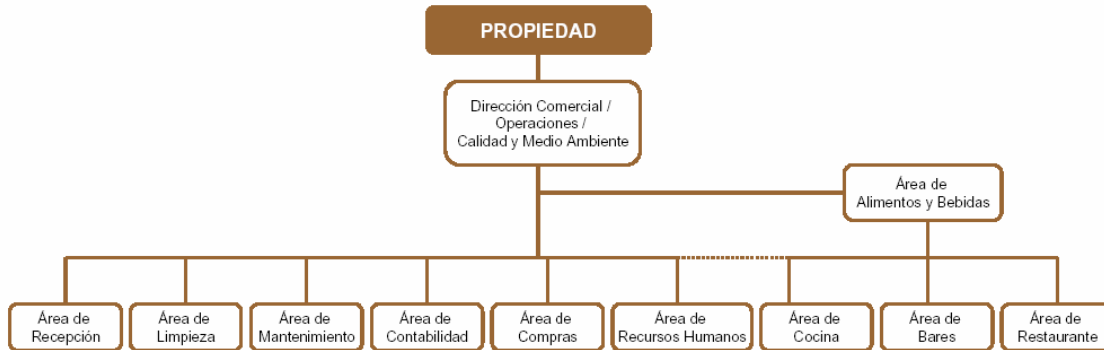 PROPIEDAD
Dirección Comercial /
Operaciones /
Calidad y Medio Ambiente
Área de
Alimentos y Bebidas
Área de
Recepción
Área de
Limpieza
Área de
Mantenimiento
Área de
Contabilidad
Área de
Compras
Área de
Recursos Humanos
Área de
Cocina
Área de
Bares
Área de
Restaurante